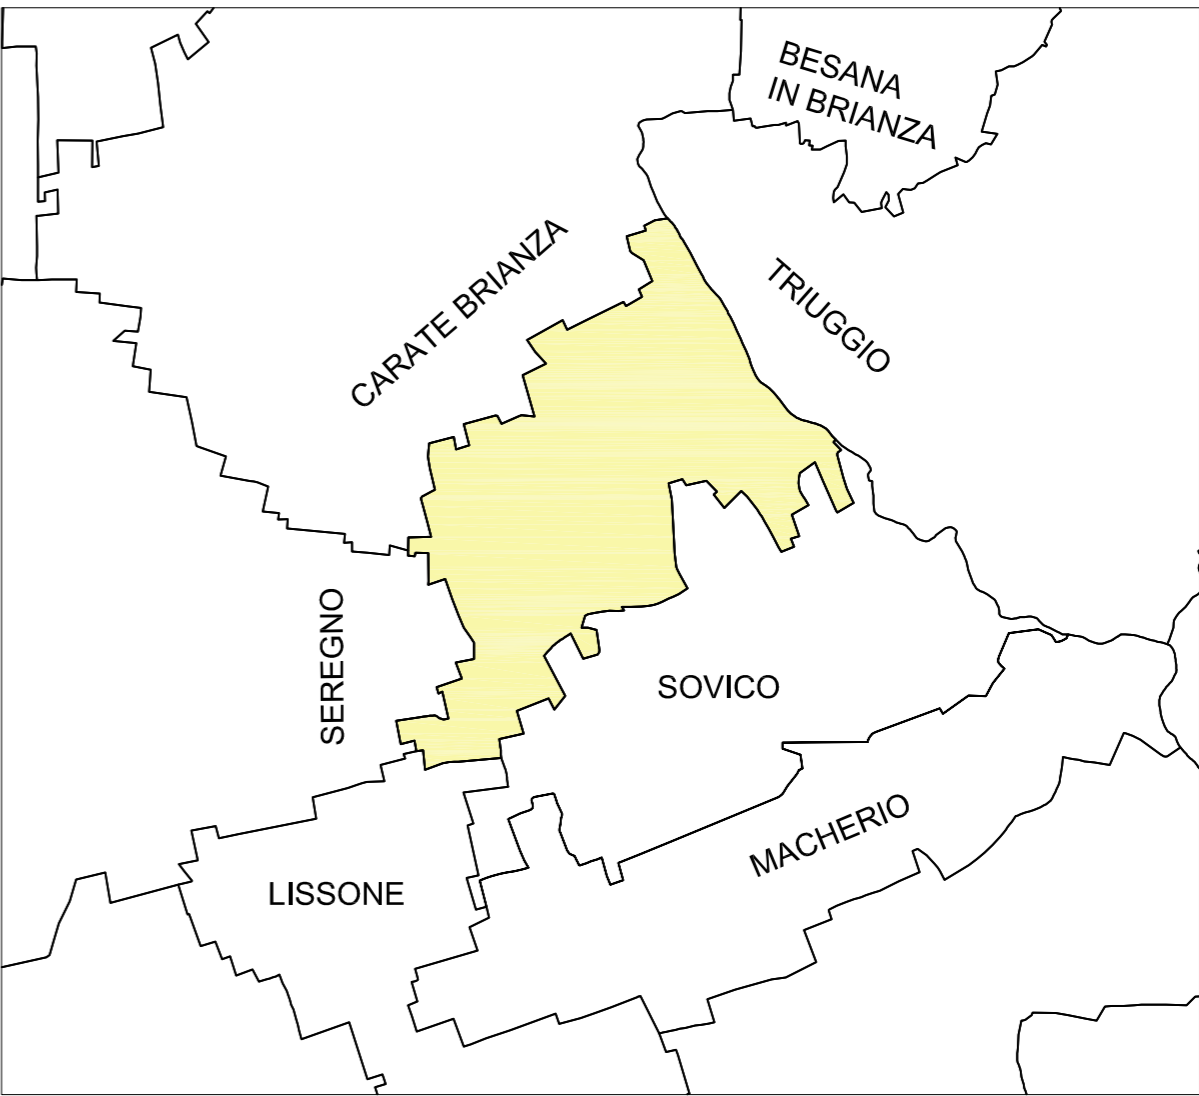 BESANA
IN BRIANZA
CARATE BRIANZA
TRIUGGIO
SEREGNO
SOVICO
MACHERIO
LISSONE